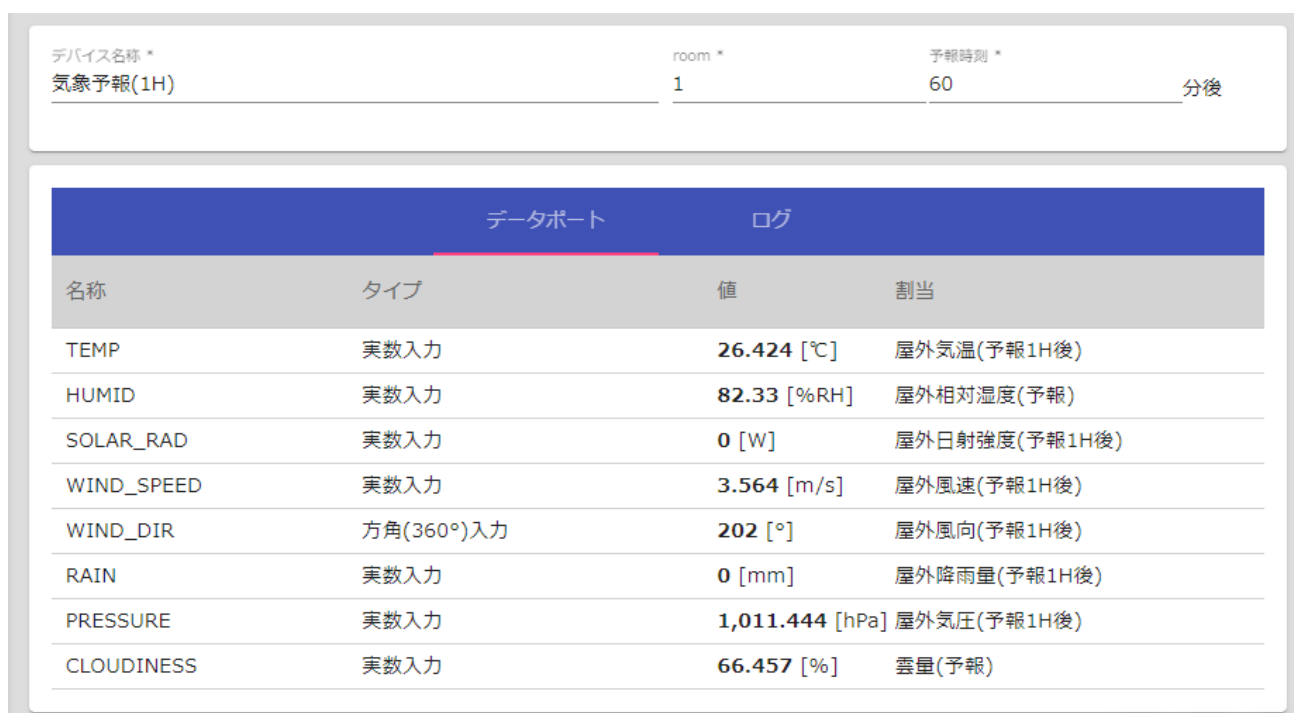 デバイス名称 * room * 予報時刻 *
気象予報(1H) 1 60 分後
データポート ログ
名称 タイプ 値 割当
TEMP 実数入力 26.424 [℃] 屋外気温(予報1H後)
HUMID 実数入力 82.33 [%RH] 屋外相対湿度(予報)
SOLAR_RAD 実数入力 0 [W] 屋外日射強度(予報1H後)
WIND_SPEED 実数入力 3.564 [m/s] 屋外風速(予報1H後)
WIND_DIR 方角(360°)入力 202 [°] 屋外風向(予報1H後)
RAIN 実数入力 0 [mm] 屋外降雨量(予報1H後)
PRESSURE 実数入力 1,011.444 [hPa] 屋外気圧(予報1H後)
CLOUDINESS 実数入力 66.457 [%] 雲量(予報)